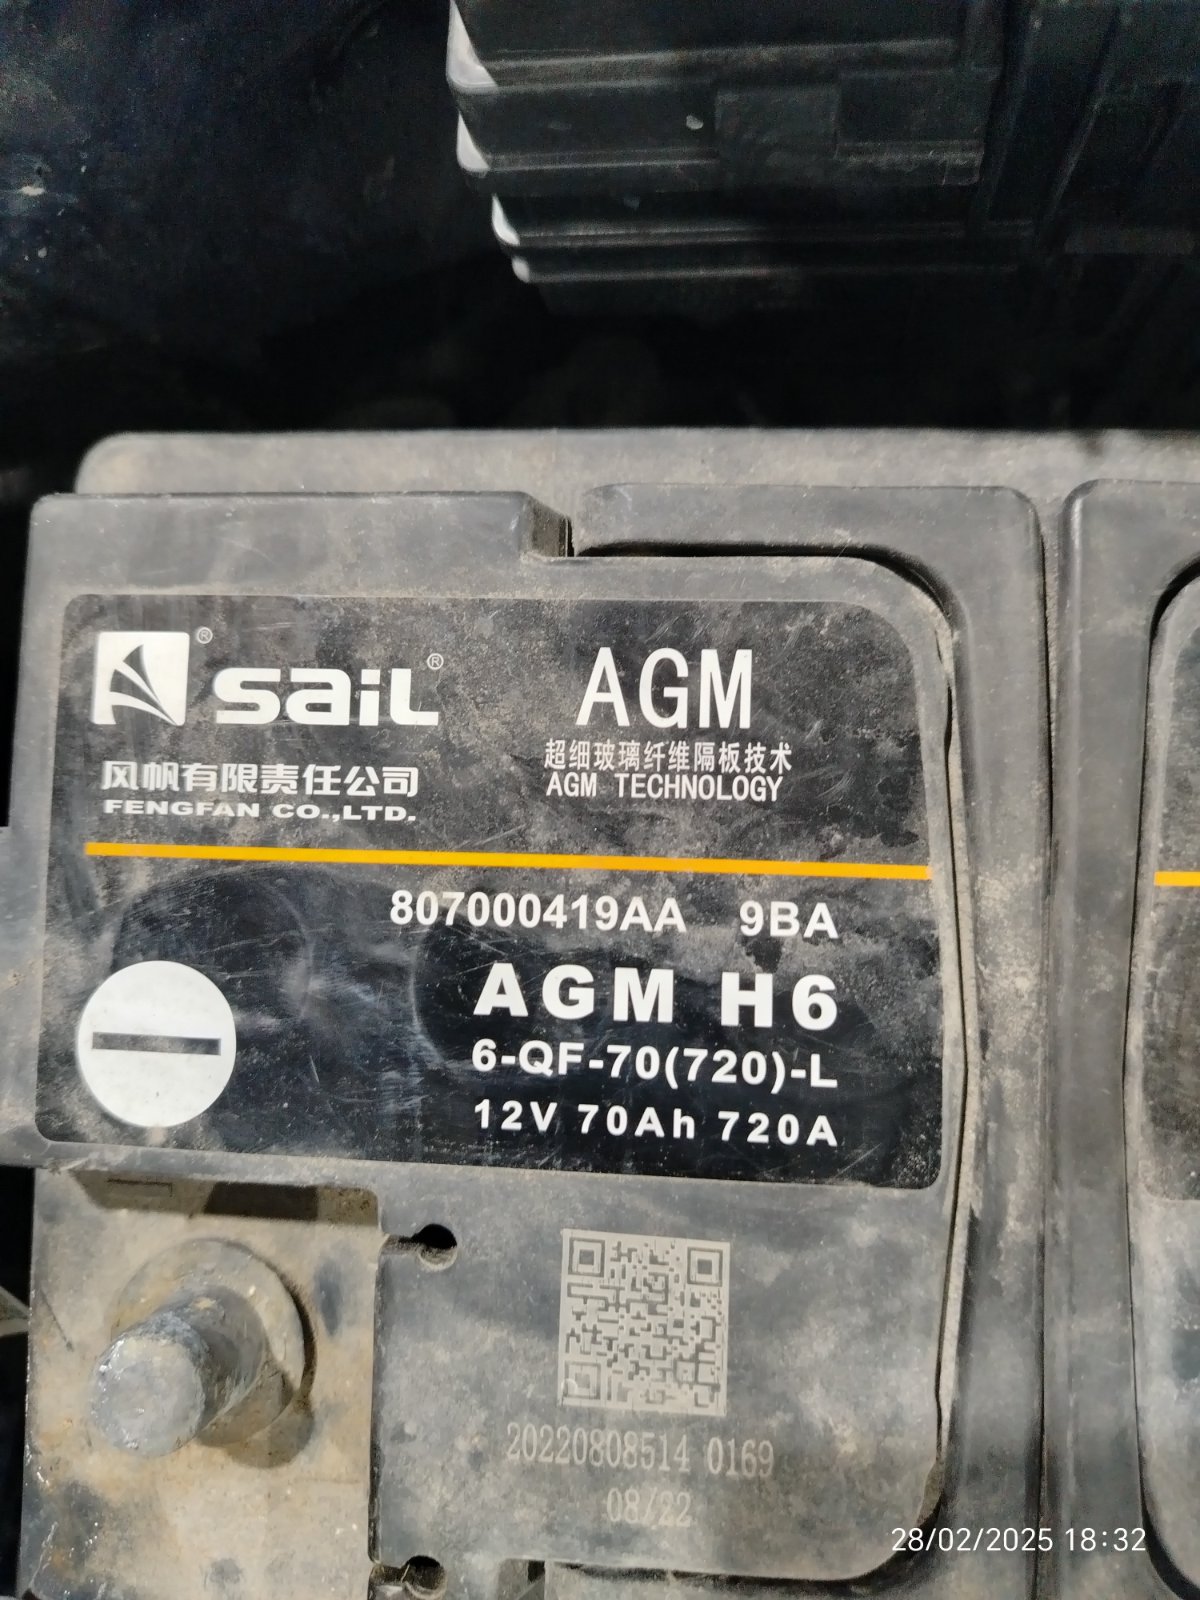 ® sail®
AGM
风帆有限责任公司
超细玻璃纤维隔板技术
FENGFAN CO.,LTD.
AGM TECHNOLOGY
807000419AA 9BA
AGM H6
6-QF-70(720)-L
12V 70Ah 720A
20220808514 0169
08/22
28/02/2025 18:32